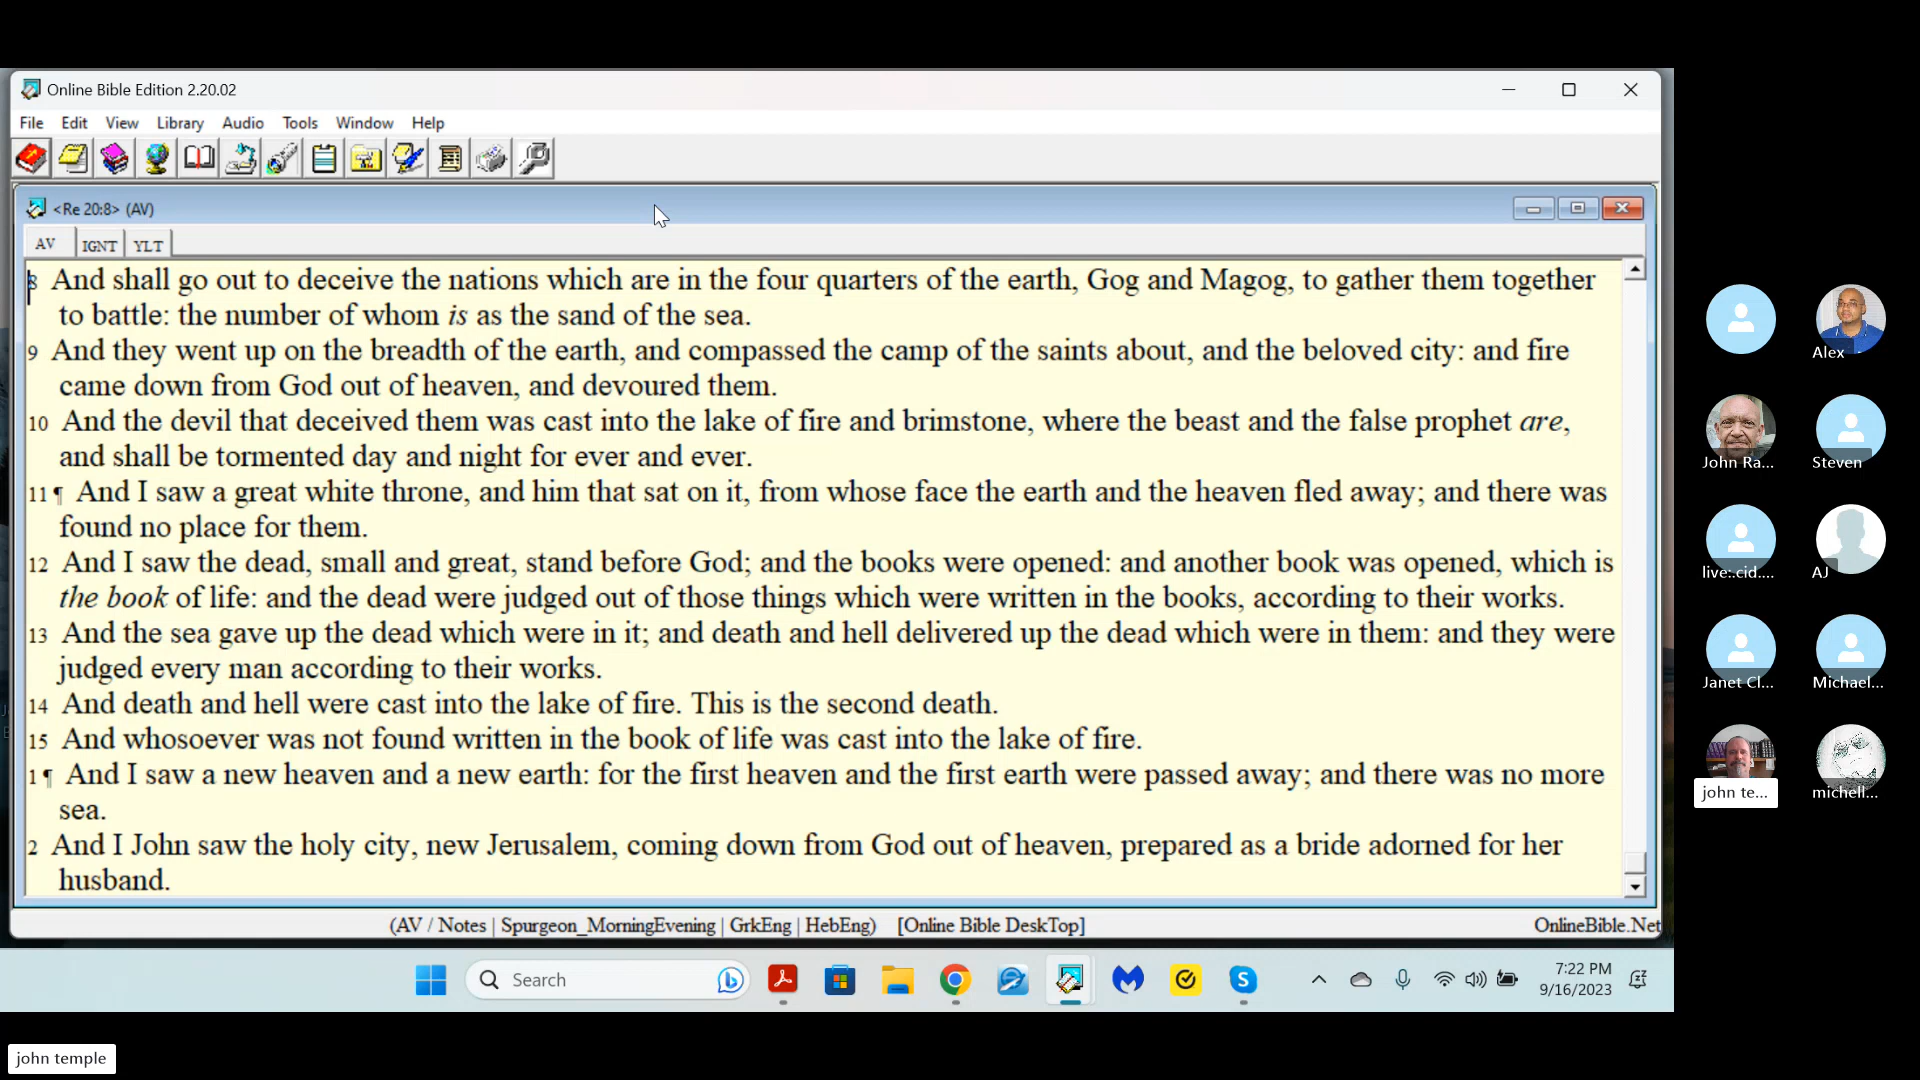 Online Bible Edition 2.20.02
File Edit View Library Audio Tools Window Help
<Re 20:8> (AV)
AV IGNT YLT
8 And shall go out to deceive the nations which are in the four quarters of the earth, Gog and Magog, to gather them together
to battle: the number of whom is as the sand of the sea.
9 And they went up on the breadth of the earth, and compassed the camp of the saints about, and the beloved city: and fire
came down from God out of heaven, and devoured them.
10 And the devil that deceived them was cast into the lake of fire and brimstone, where the beast and the false prophet are,
and shall be tormented day and night for ever and ever.
11 ¶ And I saw a great white throne, and him that sat on it, from whose face the earth and the heaven fled away; and there was
found no place for them.
12 And I saw the dead, small and great, stand before God; and the books were opened: and another book was opened, which is
the book of life: and the dead were judged out of those things which were written in the books, according to their works.
13 And the sea gave up the dead which were in it; and death and hell delivered up the dead which were in them: and they were
judged every man according to their works.
14 And death and hell were cast into the lake of fire. This is the second death.
15 And whosoever was not found written in the book of life was cast into the lake of fire.
1 ¶ And I saw a new heaven and a new earth: for the first heaven and the first earth were passed away; and there was no more
sea.
2 And I John saw the holy city, new Jerusalem, coming down from God out of heaven, prepared as a bride adorned for her
husband.
(AV / Notes | Spurgeon_MorningEvening | GrkEng | HebEng) [Online Bible DeskTop] OnlineBible.Net
Search
7:22 PM
9/16/2023
Alex
John Ra... Steven
live:.cid.... AJ
Janet Cl... Michael...
john te... michell...
john temple